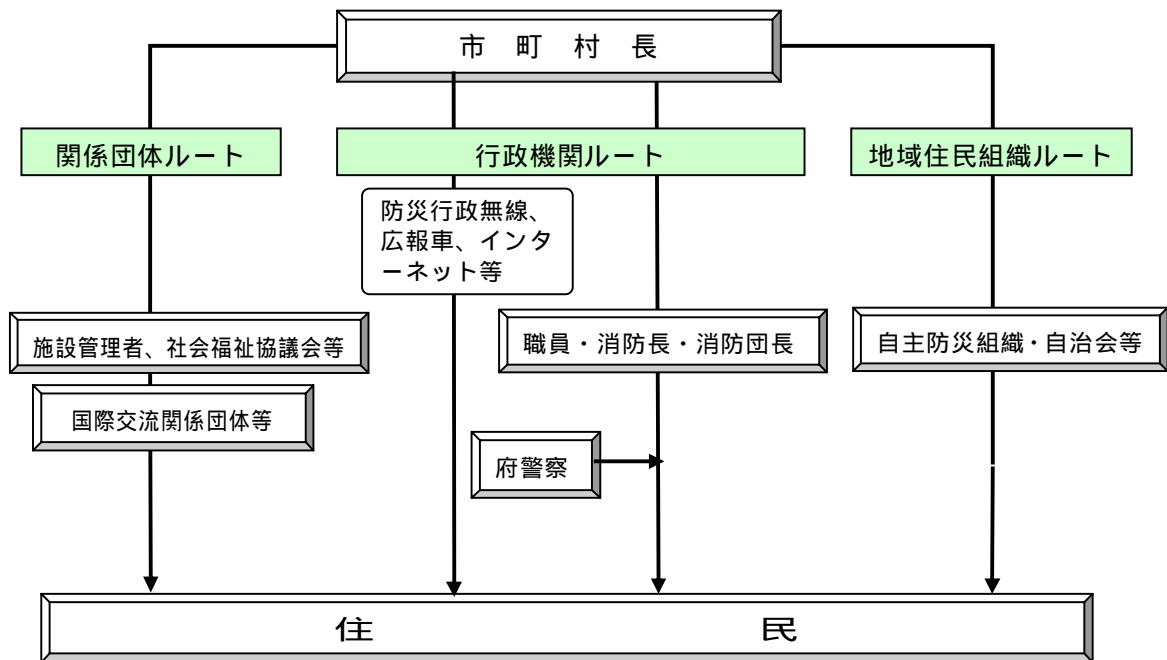 市 町 村 長
関係団体ルート
行政機関ルート
地域住民組織ルート
防災行政無線、
広報車、インタ
ーネット等
施設管理者、社会福祉協議会等
職員・消防長・消防団長
自主防災組織・自治会等
国際交流関係団体等
府警察
住 民